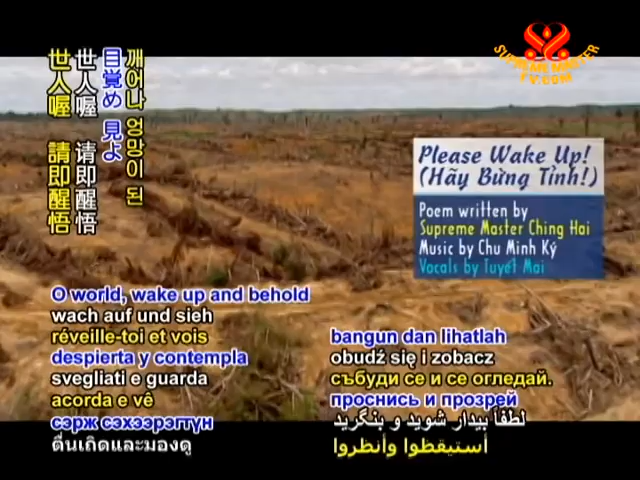 SUPREME MASTER
TV.COM
깨어나 엉망이 된
目覚め 見よ
世人喔 请即醒悟
世人喔 請即醒悟
Please Wake Up!
(Hãy Bừng Tỉnh!)
Poem written by
Supreme Master Ching Hai
Music by Chu Minh Ký
Vocals by Tuyết Mai
O world, wake up and behold
wach auf und sieh
réveille-toi et vois
despierta y contempla
svegliati e guarda
acorda e vê
сэрж сэхээрэгтүн
ตื่นเถิดและมองดู
bangun dan lihatlah
obudź się i zobacz
събуди се и се огледай.
проснись и прозрей
لطفاً بیدار شوید و بنگرید
أستيقظوا وأنظروا